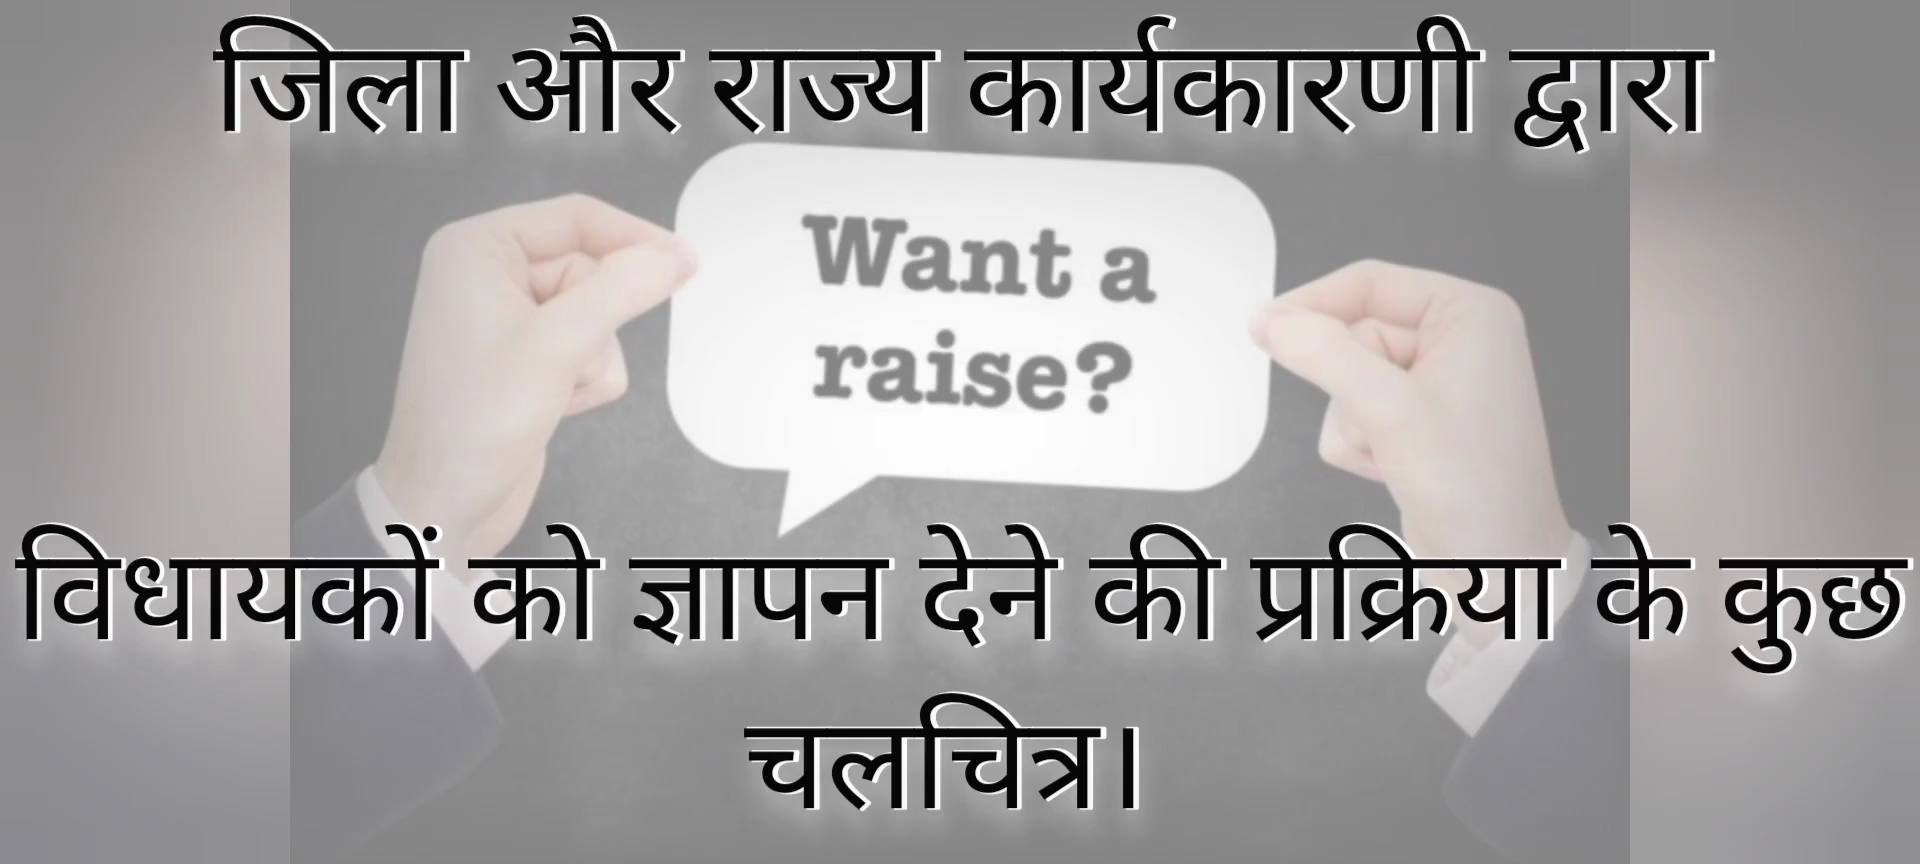 जिला और राज्य कार्यकारणी द्वारा
Want a
raise?
विधायकों को ज्ञापन देने की प्रक्रिया के कुछ
चलचित्र।